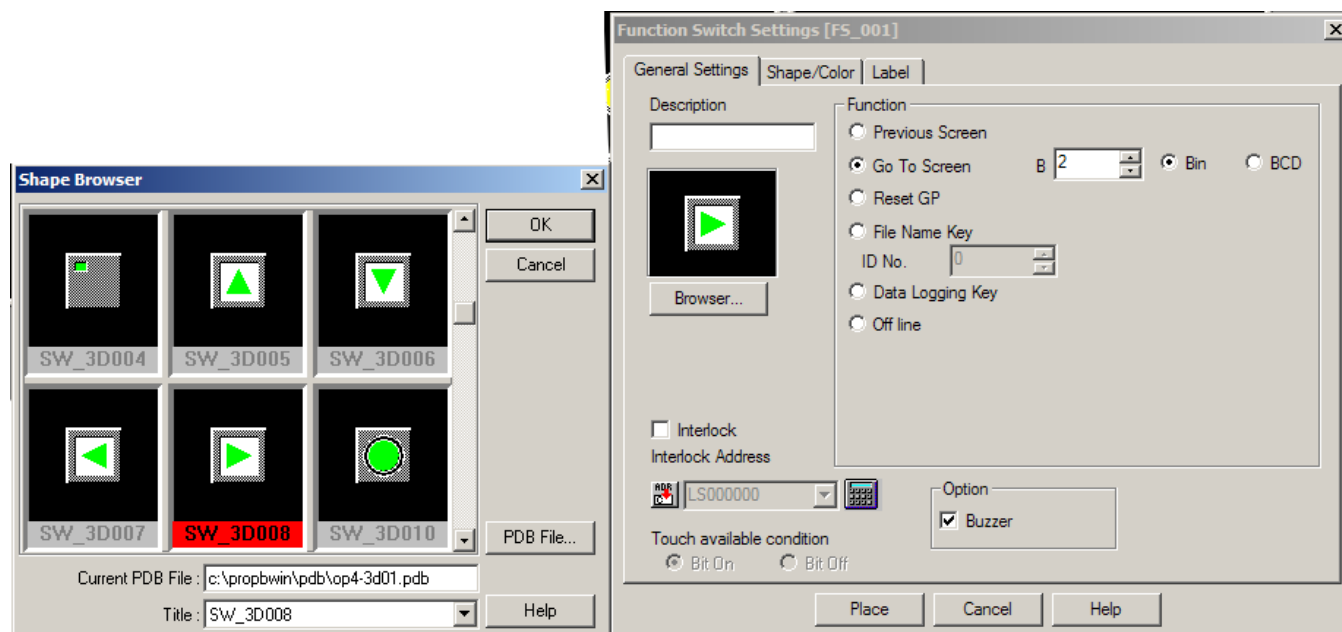 Shape Browser
OK
Cancel
SW_3D004
SW_3D005
SW_3D006
SW_3D007
SW_3D008
SW_3D010
PDB File...
Current PDB File : c:\propbwin\pdb\op4-3d01.pdb
Title : SW_3D008
Help
Function Switch Settings [FS_001]
General Settings
Shape/Color
Label
Description
Browser...
Function
Previous Screen
Go To Screen B 2 Bin BCD
Reset GP
File Name Key
ID No. 0
Data Logging Key
Off line
Interlock
Interlock Address
ADR
LS000000
Touch available condition
Bit On Bit Off
Option
Buzzer
Place
Cancel
Help